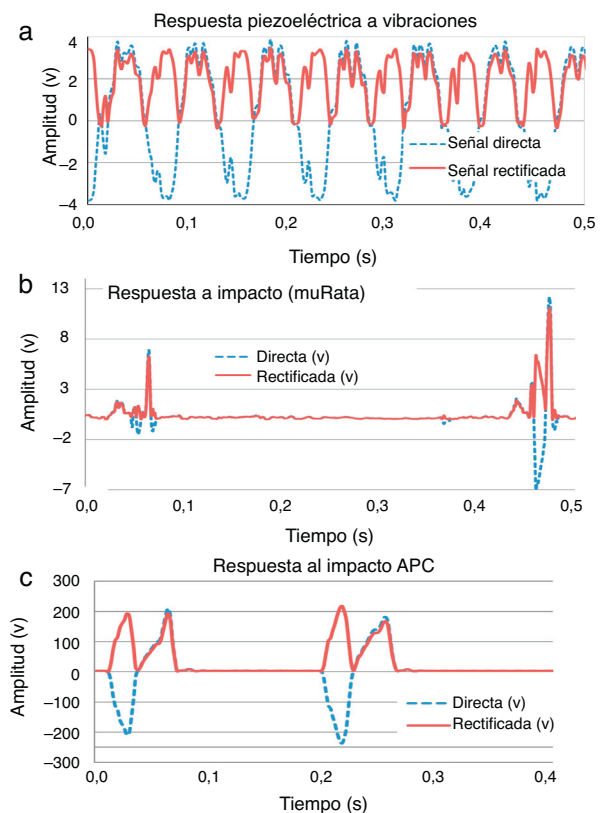 a
Respuesta piezoeléctrica a vibraciones
Amplitud (v)
4
2
0
−2
−4
Señal directa
Señal rectificada
0,0
0,1
0,2
0,3
0,4
0,5
Tiempo (s)
b
Respuesta a impacto (muRata)
Amplitud (v)
13
8
3
−2
−7
Directa (v)
Rectificada (v)
0,0
0,1
0,2
0,3
0,4
0,5
Tiempo (s)
c
Respuesta al impacto APC
Amplitud (v)
300
200
100
0
−100
−200
300
Directa (v)
Rectificada (v)
0,0
0,1
0,2
0,3
0,4
Tiempo (s)